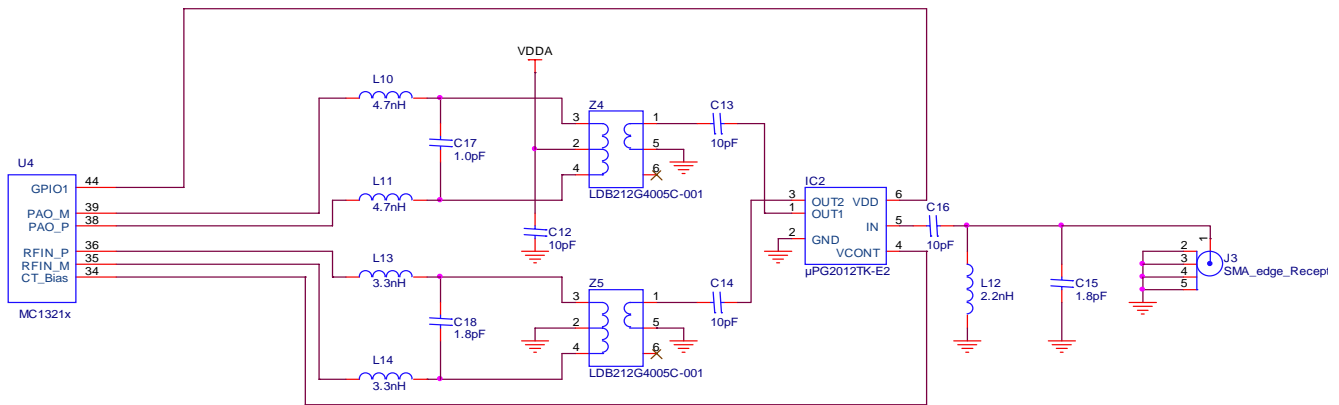 VDDA
L10
4.7nH
C17
1.0pF
L11
4.7nH
Z4
3
2
4
1
5
6
LDB212G4005C-001
C13
10pF
U4
GPIO1
44
PAO_M
39
PAO_P
38
RFIN_P
36
RFIN_M
35
CT_Bias
34
MC1321x
C12
10pF
L13
3.3nH
C18
1.8pF
L14
3.3nH
Z5
3
2
4
1
5
6
LDB212G4005C-001
C14
10pF
IC2
3
OUT2
VDD
6
1
OUT1
IN
5
2
GND
VCONT
4
µPG2012TK-E2
C16
10pF
L12
2.2nH
C15
1.8pF
1
2
3
4
5
J3
SMA_edge_Recept